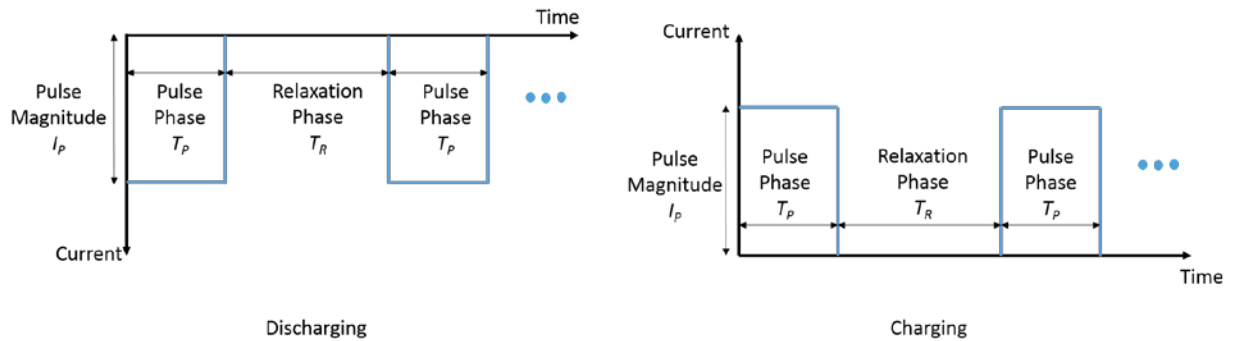 Time
Pulse
Magnitude
I_P
Pulse
Phase
T_P
Relaxation
Phase
T_R
Pulse
Phase
T_P
Current
Discharging
Current
Pulse
Magnitude
I_P
Pulse
Phase
T_P
Relaxation
Phase
T_R
Pulse
Phase
T_P
Time
Charging